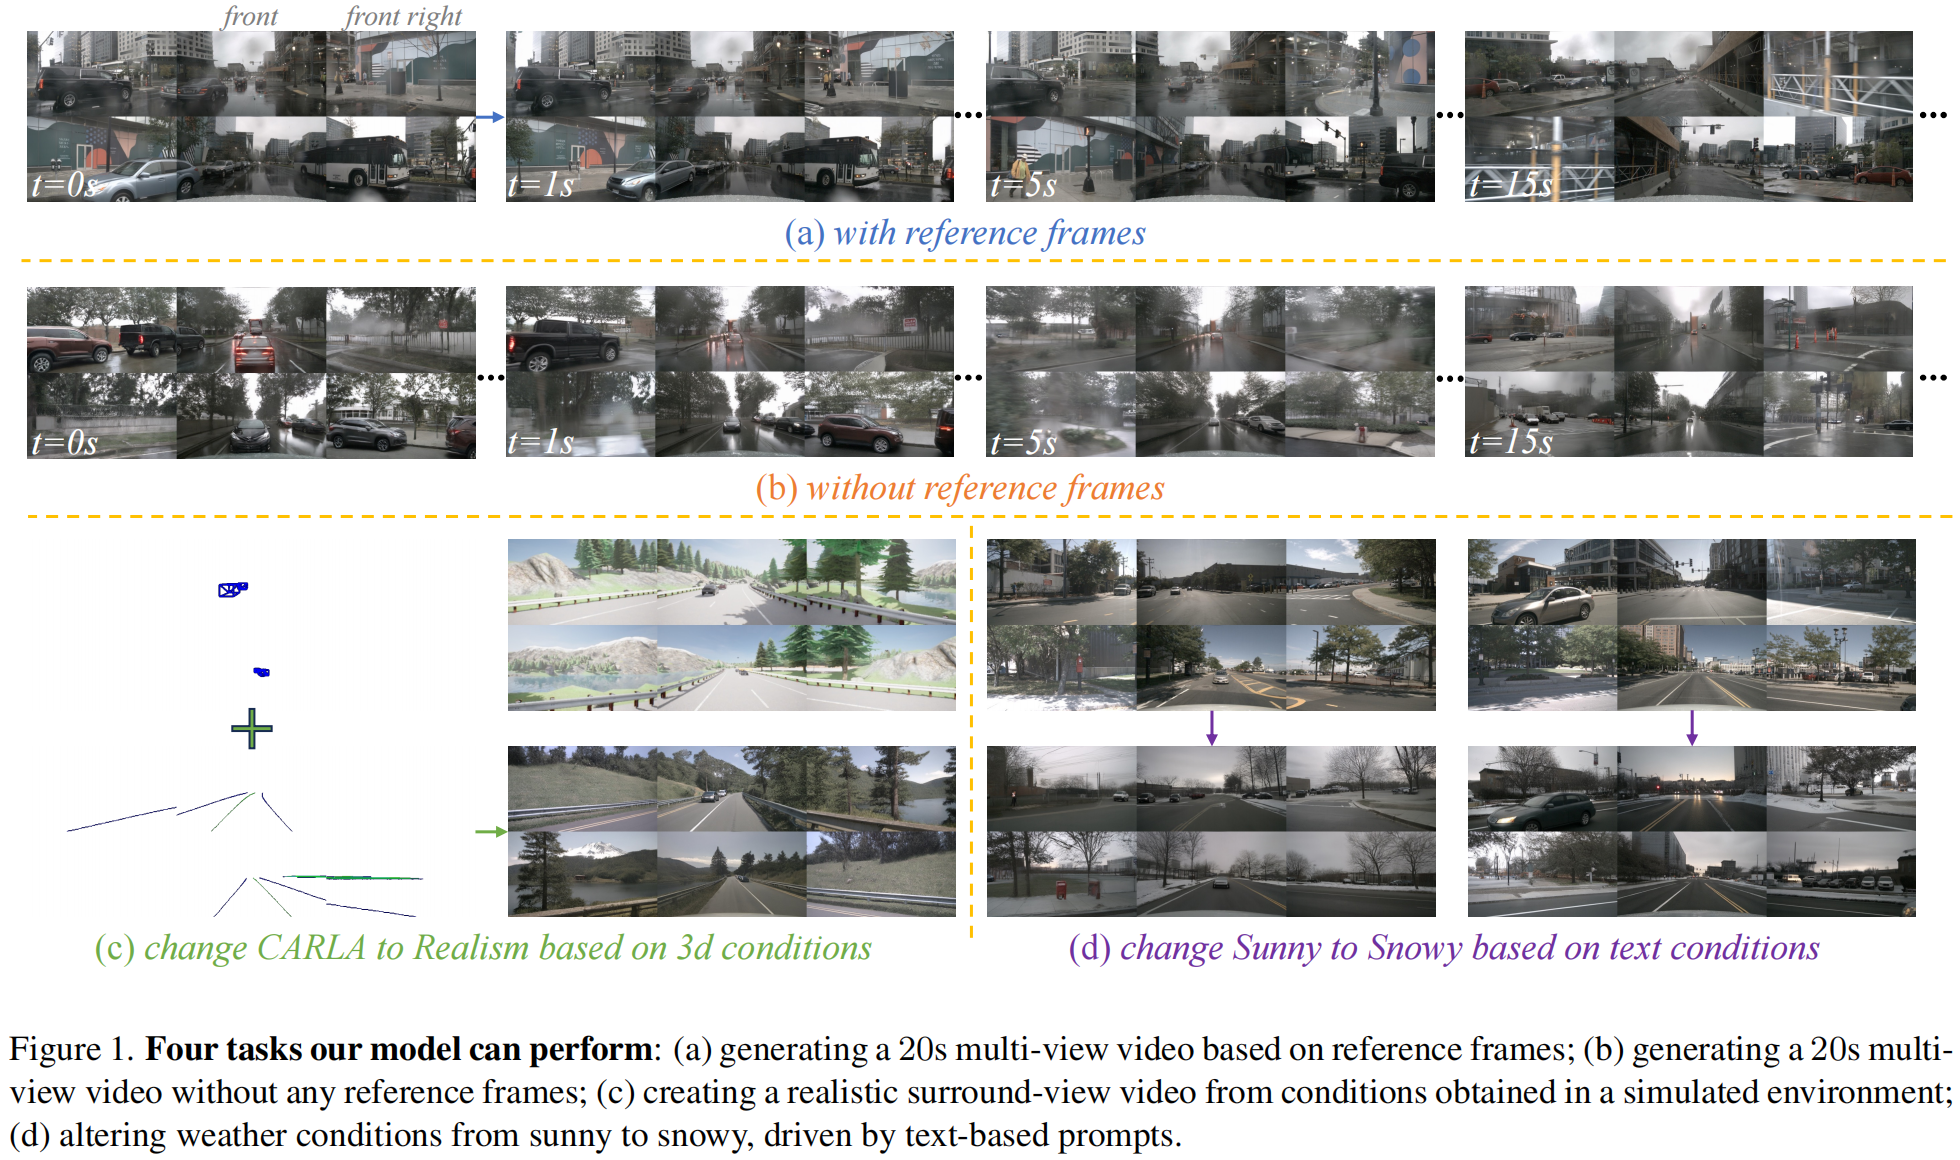 front front right
t=0s t=1s t=5s t=15s
(a) with reference frames
t=0s t=1s t=5s t=15s
(b) without reference frames
(c) change CARLA to Realism based on 3d conditions
(d) change Sunny to Snowy based on text conditions
Figure 1. Four tasks our model can perform: (a) generating a 20s multi-view video based on reference frames; (b) generating a 20s multi-
view video without any reference frames; (c) creating a realistic surround-view video from conditions obtained in a simulated environment;
(d) altering weather conditions from sunny to snowy, driven by text-based prompts.